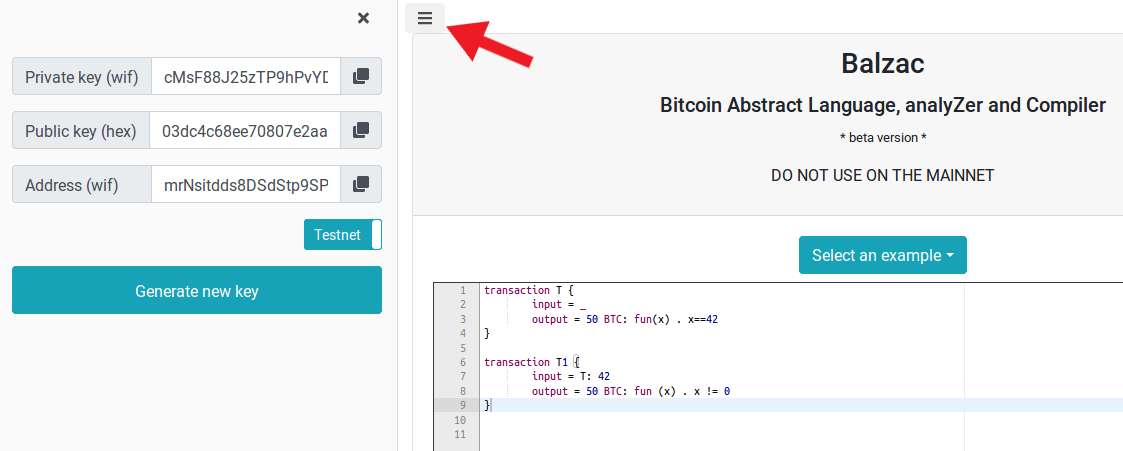 Private key (wif) cMsF88J25zTP9hPvYD
Public key (hex) 03dc4c68ee70807e2aa
Address (wif) mrNsitdds8DSdStp9SP
Testnet
Generate new key
Balzac
Bitcoin Abstract Language, analyZer and Compiler
* beta version *
DO NOT USE ON THE MAINNET
Select an example
1 transaction T {
2 input = _
3 output = 50 BTC: fun(x) . x==42
4 }
5
6 transaction T1 {
7 input = T: 42
8 output = 50 BTC: fun (x) . x != 0
9 }
10
11